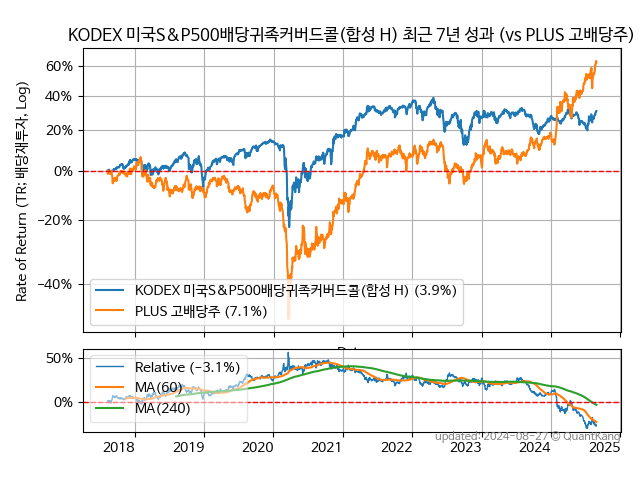 KODEX 미국S&P500배당귀족커버드콜(합성 H) 최근 7년 성과 (vs PLUS 고배당주)
Rate of Return (TR: 배당재투자, Log)
60%
40%
20%
0%
−20%
−40%
KODEX 미국S&P500배당귀족커버드콜(합성 H) (3.9%)
PLUS 고배당주 (7.1%)
50%
0%
Relative (−3.1%)
MA(60)
MA(240)
2018
2019
2020
2021
2022
2023
2024
2025
updated: 2024-08-27 © QuantKang